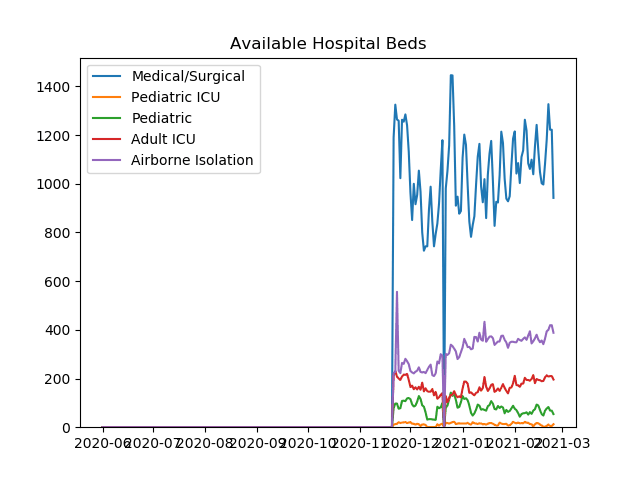 Available Hospital Beds
Medical/Surgical
Pediatric ICU
Pediatric
Adult ICU
Airborne Isolation
1400
1200
1000
800
600
400
200
0
2020-06 2020-07 2020-08 2020-09 2020-10 2020-11 2020-12 2021-01 2021-02 2021-03